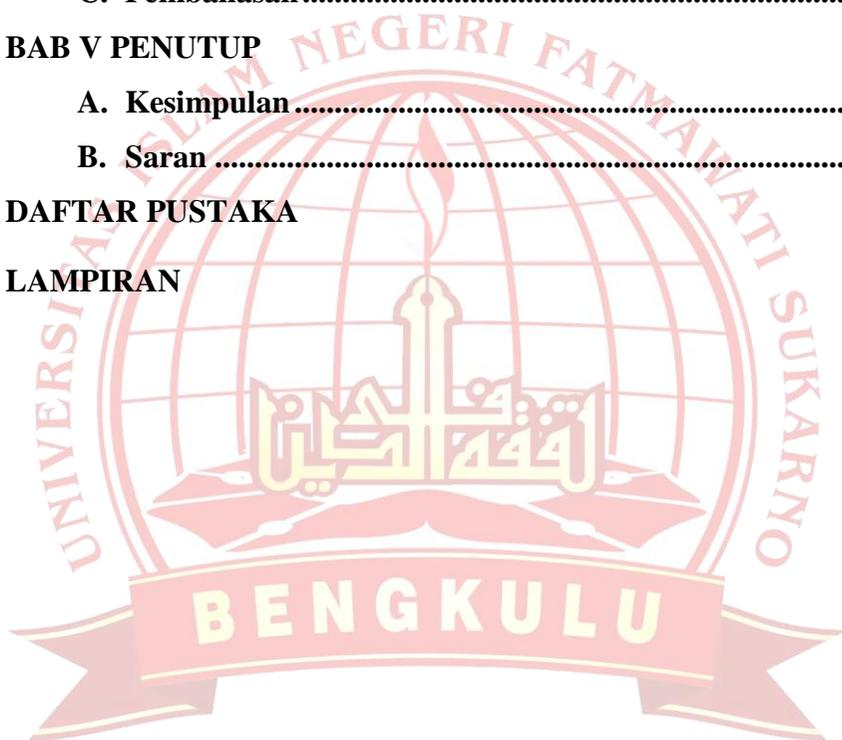 C. Pembahasan........................................................................
BAB V PENUTUP
A. Kesimpulan........................................................................
B. Saran ........................................................................
DAFTAR PUSTAKA
LAMPIRAN
UNIVERSITAS ISLAM NEGERI FATMAWATI SUKARNO
BENGKULU